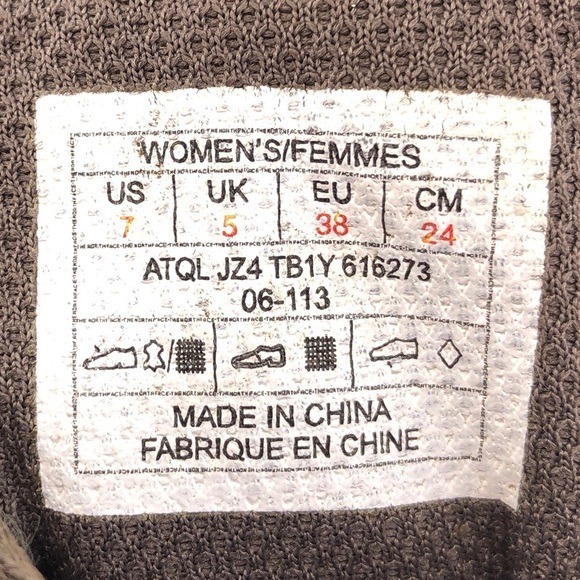 WOMEN'S/FEMMES
US UK EU CM
7 5 38 24
ATQL JZ4 TB1Y 616273
06-113
MADE IN CHINA
FABRIQUE EN CHINE